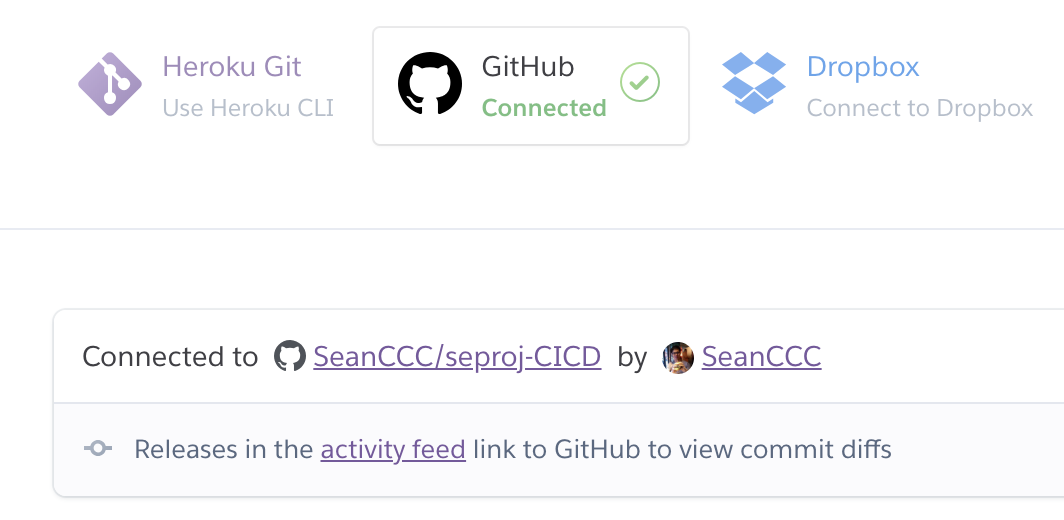 Heroku Git
Use Heroku CLI
GitHub
Connected
Dropbox
Connect to Dropbox
Connected to SeanCCC/seproj-CICD by SeanCCC
Releases in the activity feed link to GitHub to view commit diffs